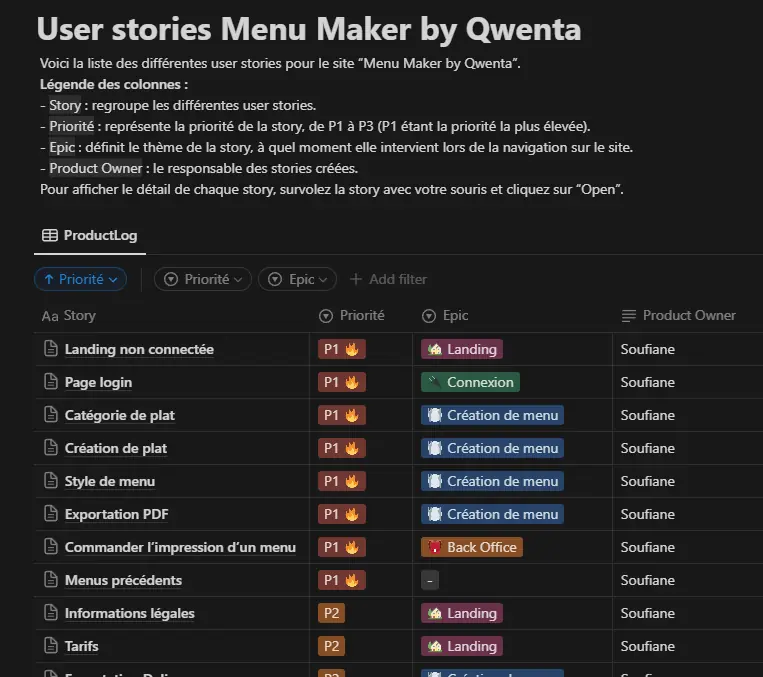 User stories Menu Maker by Qwenta
Voici la liste des différentes user stories pour le site “Menu Maker by Qwenta”.
Légende des colonnes :
- Story : regroupe les différentes user stories.
- Priorité : représente la priorité de la story, de P1 à P3 (P1 étant la priorité la plus élevée).
- Epic : définit le thème de la story, à quel moment elle intervient lors de la navigation sur le site.
- Product Owner : le responsable des stories créées.
Pour afficher le détail de chaque story, survolez la story avec votre souris et cliquez sur “Open”.
ProductLog
Priorité Priorité Epic Add filter
Aa Story Priorité Epic Product Owner
Landing non connectée P1 🔥 Landing Soufiane
Page login P1 🔥 Connexion Soufiane
Catégorie de plat P1 🔥 Création de menu Soufiane
Création de plat P1 🔥 Création de menu Soufiane
Style de menu P1 🔥 Création de menu Soufiane
Exportation PDF P1 🔥 Création de menu Soufiane
Commander l’impression d’un menu P1 🔥 Back Office Soufiane
Menus précédents P1 🔥 - Soufiane
Informations légales P2 Landing Soufiane
Tarifs P2 Landing Soufiane